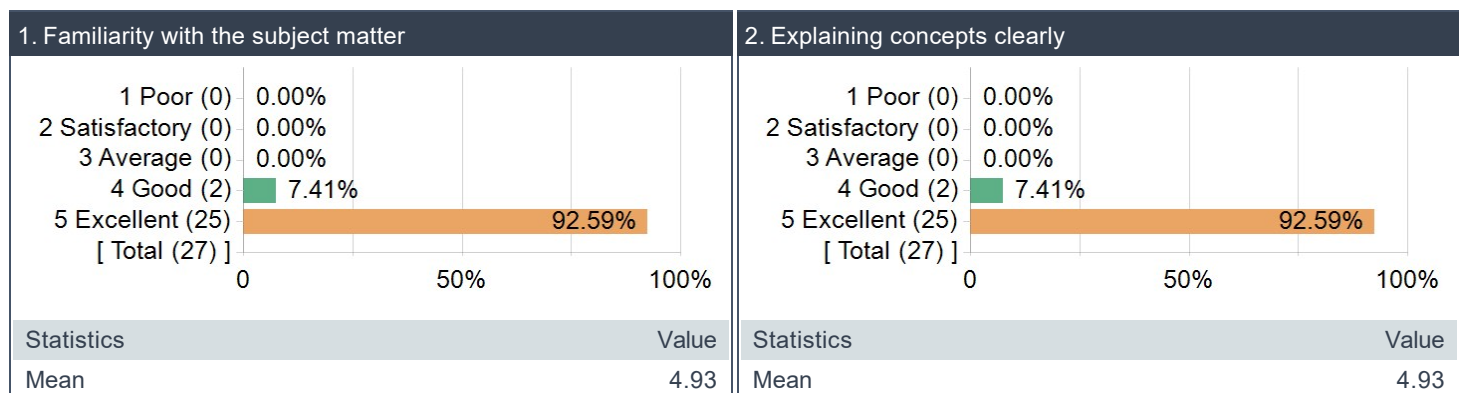 1. Familiarity with the subject matter
1 Poor (0) 0.00%
2 Satisfactory (0) 0.00%
3 Average (0) 0.00%
4 Good (2) 7.41%
5 Excellent (25) 92.59%
[ Total (27) ]
0 50% 100%
Statistics Value
Mean 4.93
2. Explaining concepts clearly
1 Poor (0) 0.00%
2 Satisfactory (0) 0.00%
3 Average (0) 0.00%
4 Good (2) 7.41%
5 Excellent (25) 92.59%
[ Total (27) ]
0 50% 100%
Statistics Value
Mean 4.93